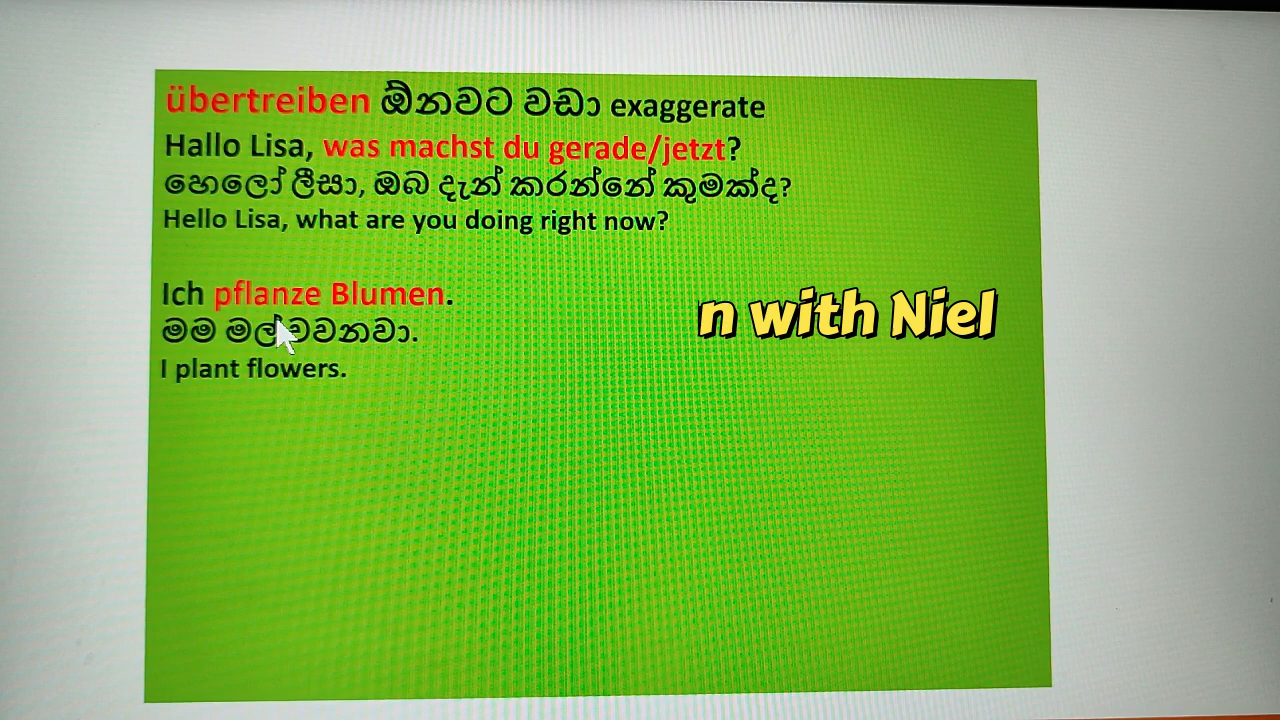 übertreiben ඕනවට වඩා exaggerate
Hallo Lisa, was machst du gerade/jetzt?
හෙලෝ ලීසා, ඔබ දැන් කරන්නේ කුමක්ද?
Hello Lisa, what are you doing right now?
Ich pflanze Blumen.
මම මල් වවනවා.
I plant flowers.
n with Niel